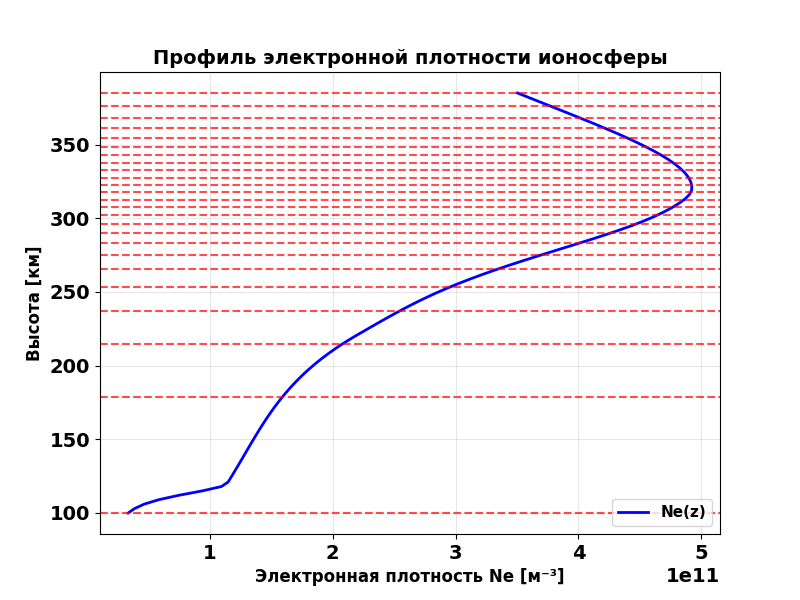 Профиль электронной плотности ионосферы
Высота [км]
350
300
250
200
150
100
Ne(z)
1 2 3 4 5
Электронная плотность Ne [м⁻³]
1e11